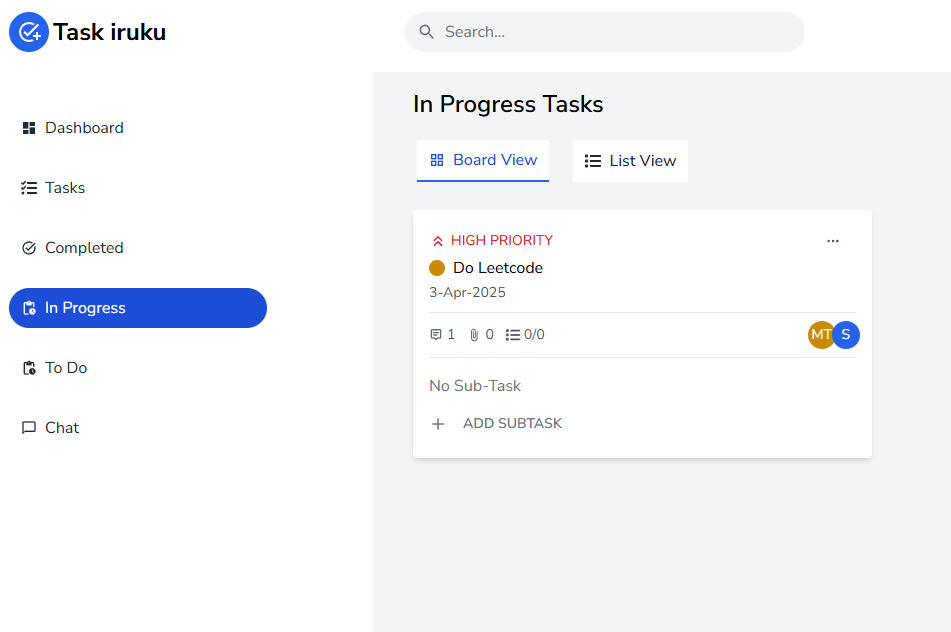 Task iruku
Search...
Dashboard
Tasks
Completed
In Progress
To Do
Chat
In Progress Tasks
Board View
List View
HIGH PRIORITY
Do Leetcode
3-Apr-2025
1 0 0/0
MT S
No Sub-Task
+ ADD SUBTASK